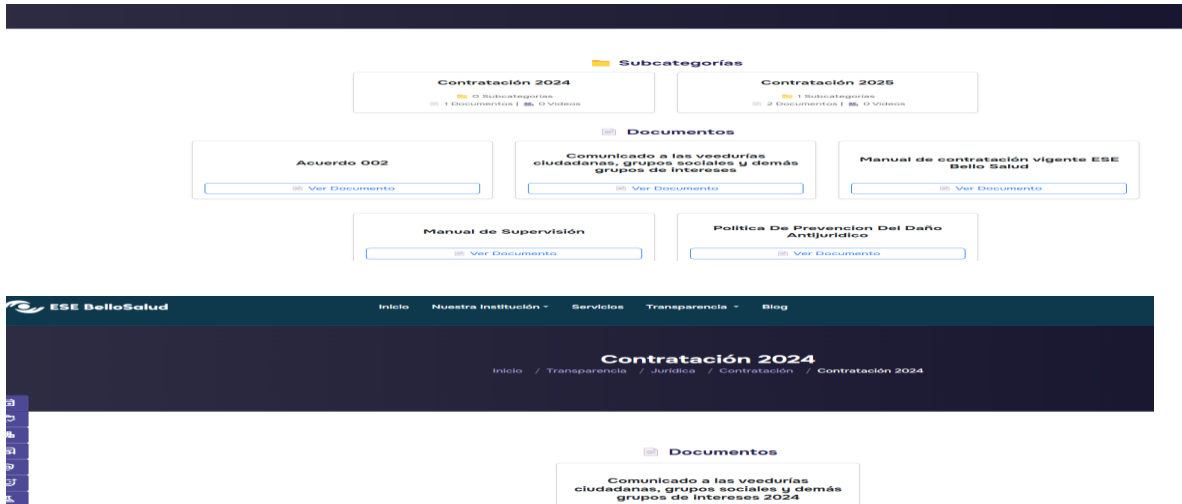 Subcategorías
Contratación 2024
0 Subcategorías
1 Documentos | 0 Videos
Contratación 2025
1 Subcategorías
2 Documentos | 0 Videos
Documentos
Acuerdo 002
Ver Documento
Comunicado a las veedurías
ciudadanas, grupos sociales y demás
grupos de intereses
Ver Documento
Manual de contratación vigente ESE
Bello Salud
Ver Documento
Manual de Supervisión
Ver Documento
Politica De Prevencion Del Daño
Antijuridico
Ver Documento
ESE BelloSalud
Inicio Nuestra Institución Servicios Transparencia Blog
Contratación 2024
Inicio / Transparencia / Jurídica / Contratación / Contratación 2024
Documentos
Comunicado a las veedurías
ciudadanas, grupos sociales y demás
grupos de intereses 2024